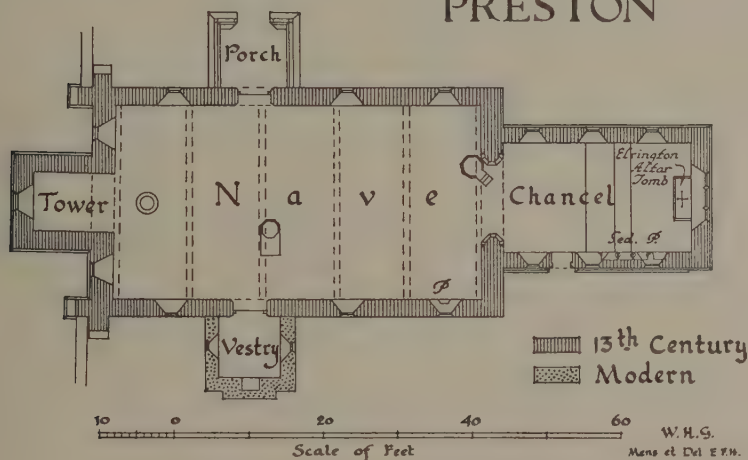 PRESTON
Porch
Elrington
Altar
Tomb
Tower
Nave
Chancel
Sed. P.
P
Vestry
13th Century
Modern
10 0 20 40 60
Scale of Feet
W.H.G.
Mens et Del E.F.H.